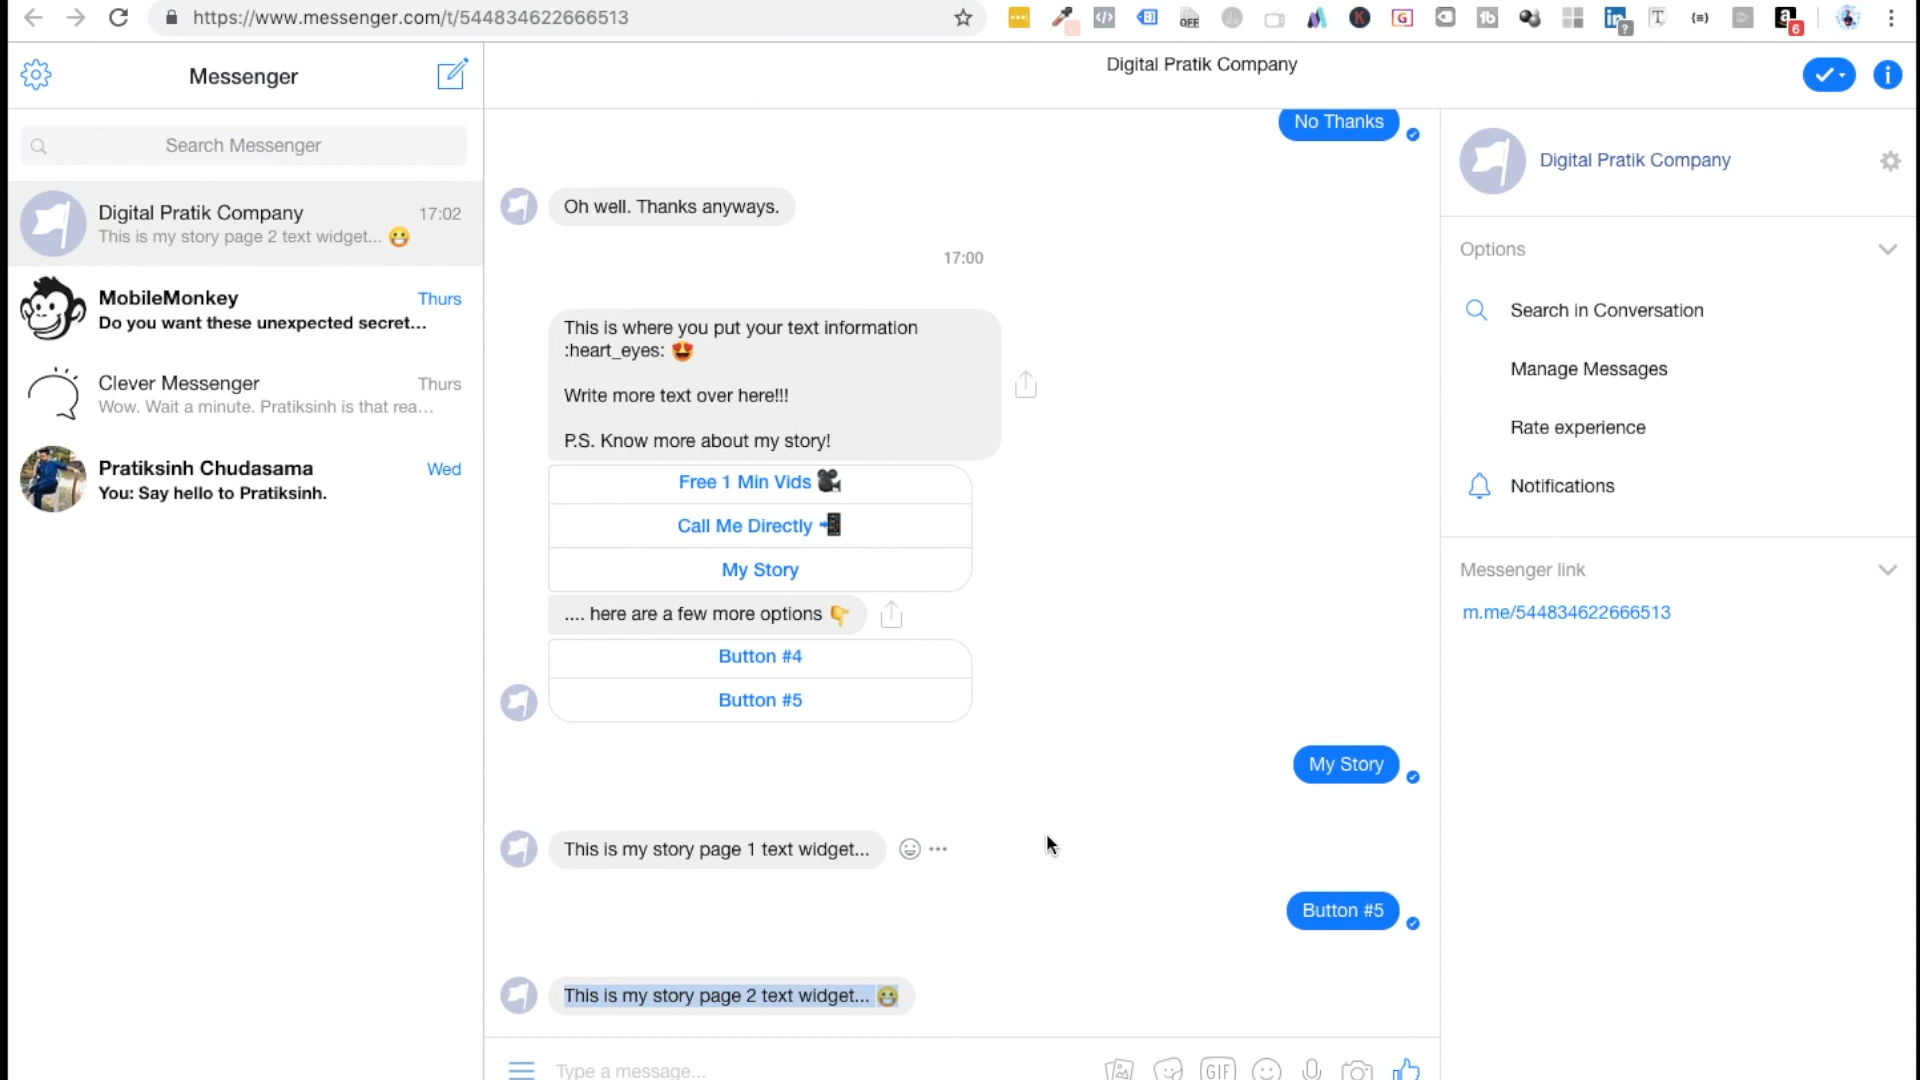 https://www.messenger.com/t/544834622666513
OFF
K
G
tb
in
?
T
{=}
a
6
Messenger
Digital Pratik Company
Search Messenger
Digital Pratik Company 17:02
This is my story page 2 text widget... 😀
MobileMonkey Thurs
Do you want these unexpected secret...
Clever Messenger Thurs
Wow. Wait a minute. Pratiksinh is that rea...
Pratiksinh Chudasama Wed
You: Say hello to Pratiksinh.
No Thanks
Oh well. Thanks anyways.
17:00
This is where you put your text information
:heart_eyes: 😍
Write more text over here!!!
P.S. Know more about my story!
Free 1 Min Vids 🎥
Call Me Directly 📲
My Story
.... here are a few more options 👇
Button #4
Button #5
My Story
This is my story page 1 text widget...
Button #5
This is my story page 2 text widget... 😀
Type a message...
GIF
Digital Pratik Company
Options
Search in Conversation
Manage Messages
Rate experience
Notifications
Messenger link
m.me/544834622666513